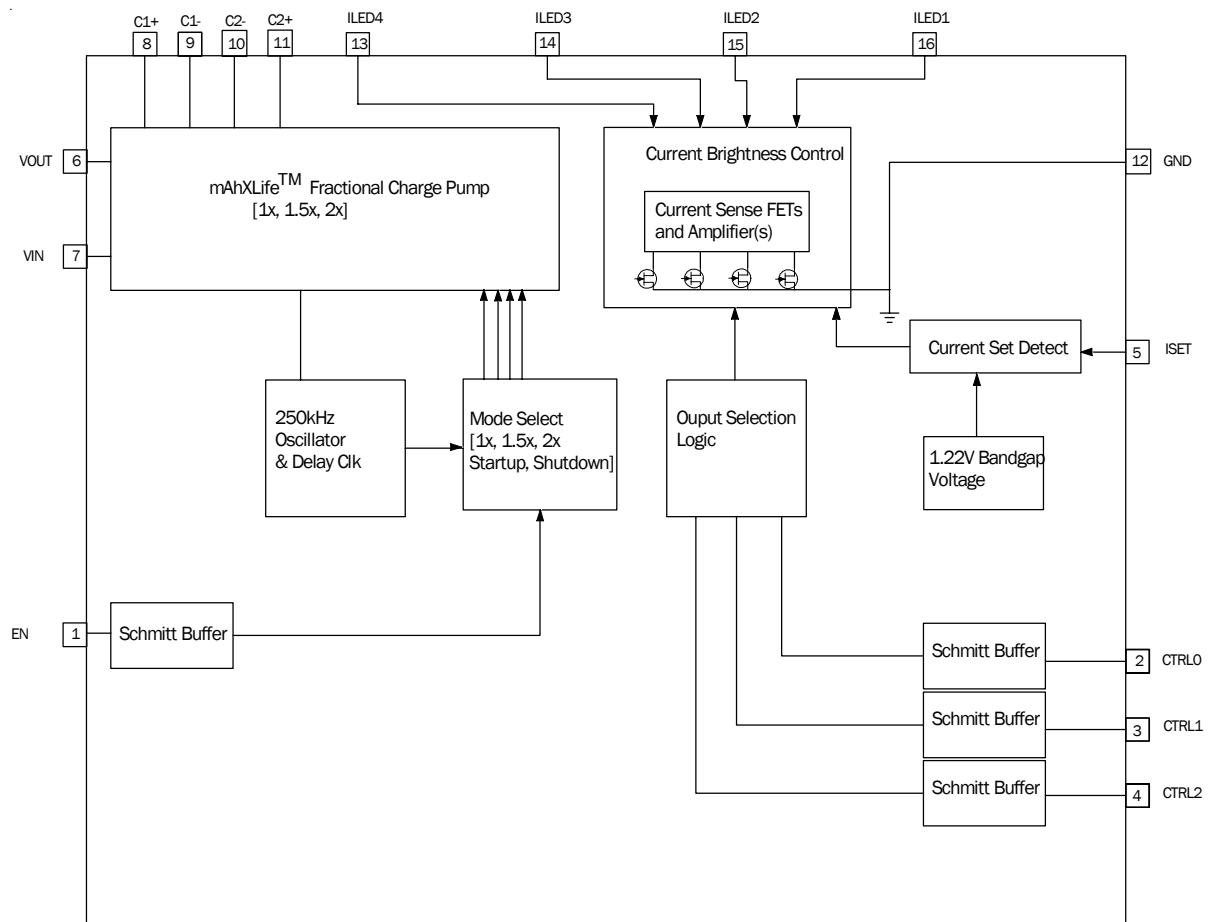 C1+ C1- C2- C2+ ILED4 ILED3 ILED2 ILED1
8 9 10 11 13 14 15 16
VOUT 6
mAhXLife™ Fractional Charge Pump
[1x, 1.5x, 2x]
VIN 7
Current Brightness Control
Current Sense FETs
and Amplifier(s)
12 GND
Current Set Detect
5 ISET
250kHz
Oscillator
& Delay Clk
Mode Select
[1x, 1.5x, 2x
Startup, Shutdown]
Ouput Selection
Logic
1.22V Bandgap
Voltage
EN 1
Schmitt Buffer
Schmitt Buffer
2 CTRL0
Schmitt Buffer
3 CTRL1
Schmitt Buffer
4 CTRL2